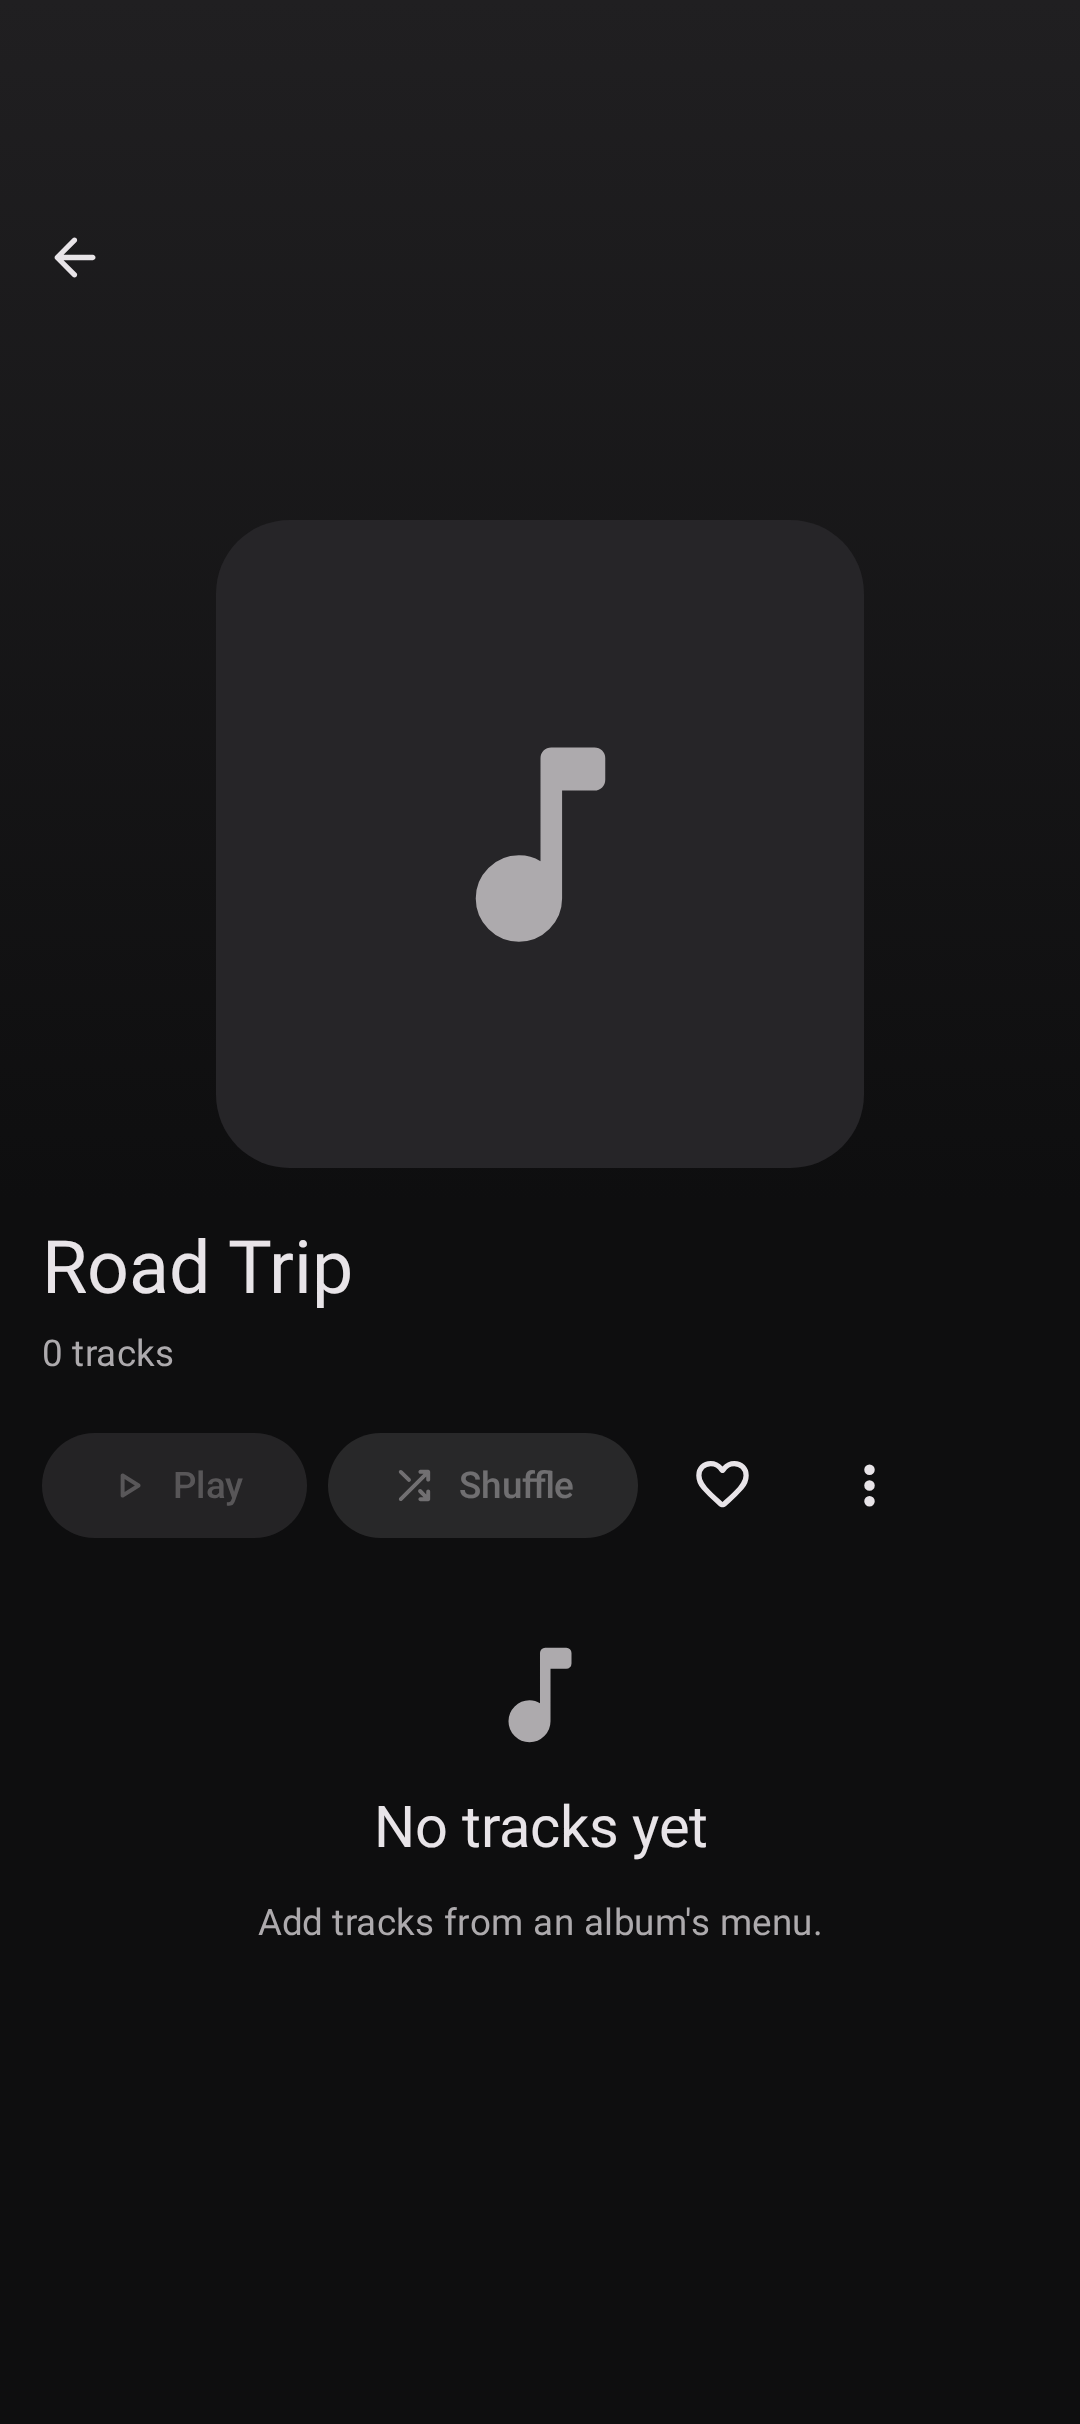 Road Trip
0 tracks
Play
Shuffle
No tracks yet
Add tracks from an album's menu.